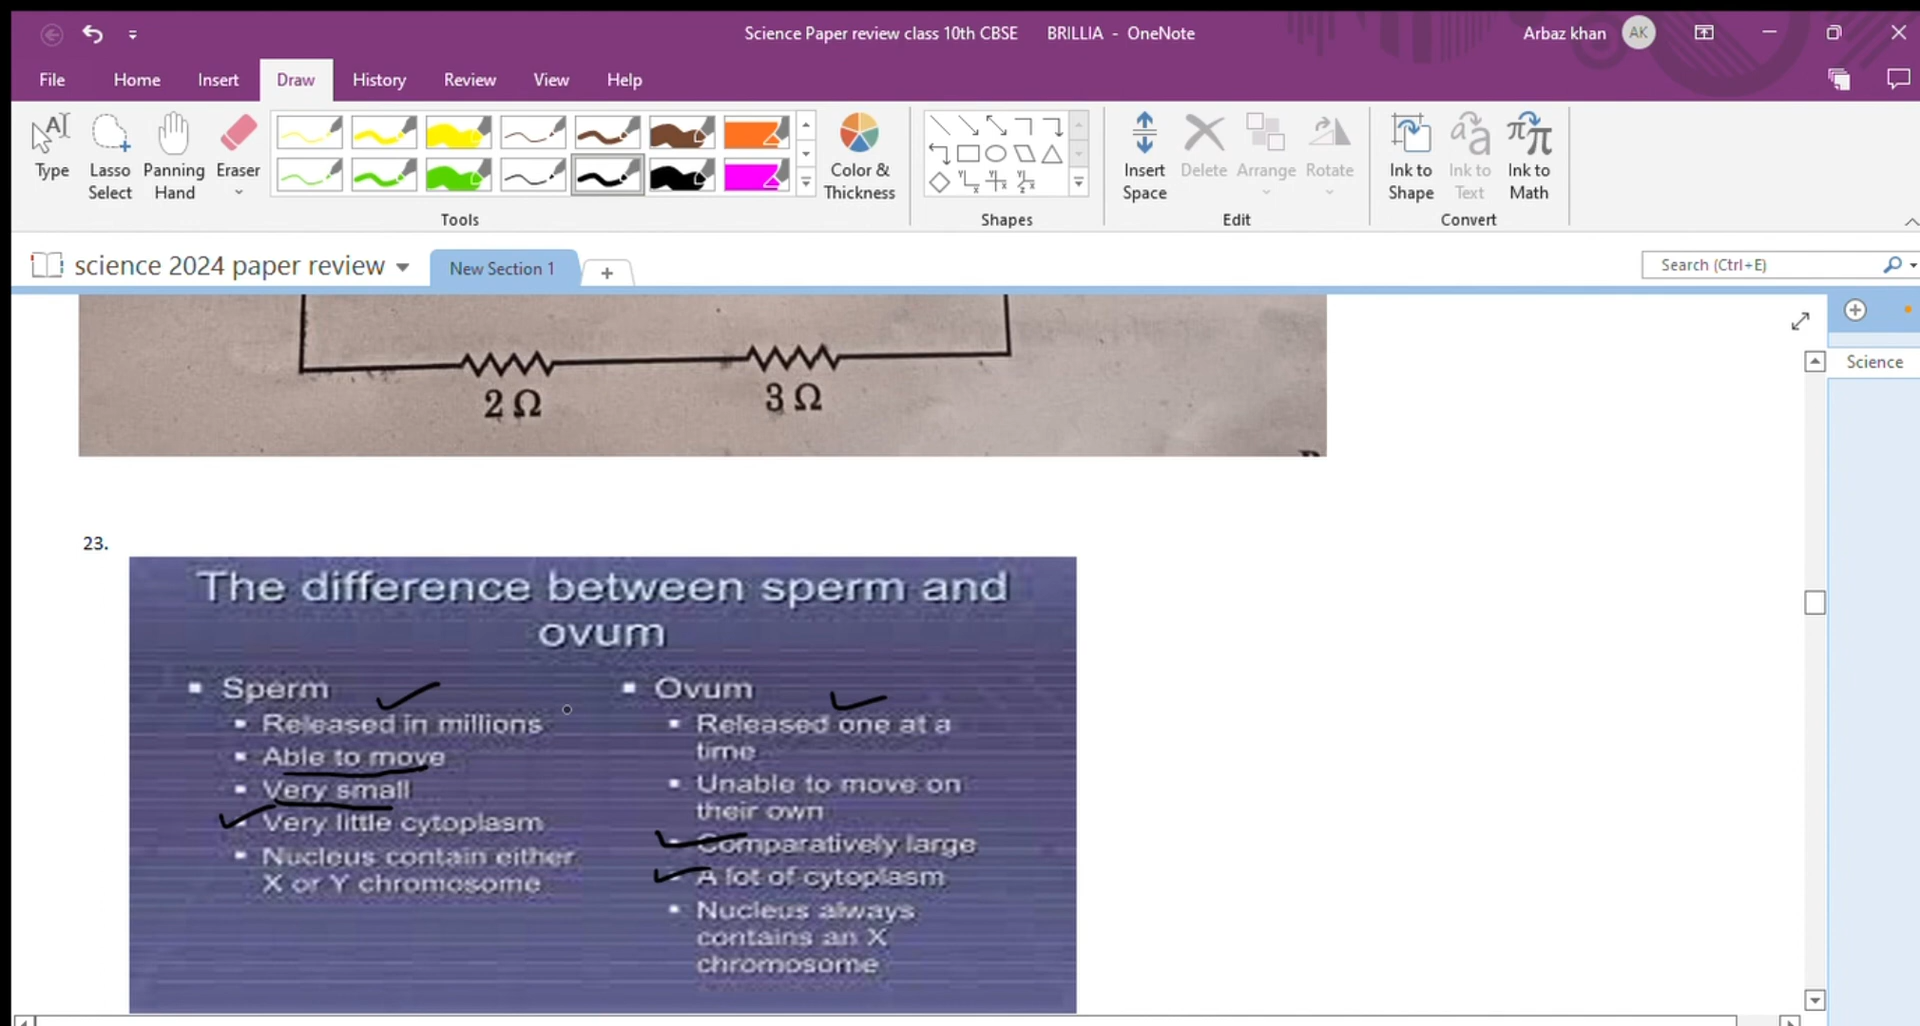 Science Paper review class 10th CBSE BRILLIA - OneNote
Arbaz khan AK
File Home Insert Draw History Review View Help
Type
Lasso Select
Panning Hand
Eraser
Color & Thickness
Insert Space
Delete
Arrange
Rotate
Ink to Shape
Ink to Text
Ink to Math
Tools
Shapes
Edit
Convert
science 2024 paper review
New Section 1
Search (Ctrl+E)
Science
2 Ω
3 Ω
23.
The difference between sperm and
ovum
Sperm
Released in millions
Able to move
Very small
Very little cytoplasm
Nucleus contain either
X or Y chromosome
Ovum
Released one at a
time
Unable to move on
their own
Comparatively large
A lot of cytoplasm
Nucleus always
contains an X
chromosome